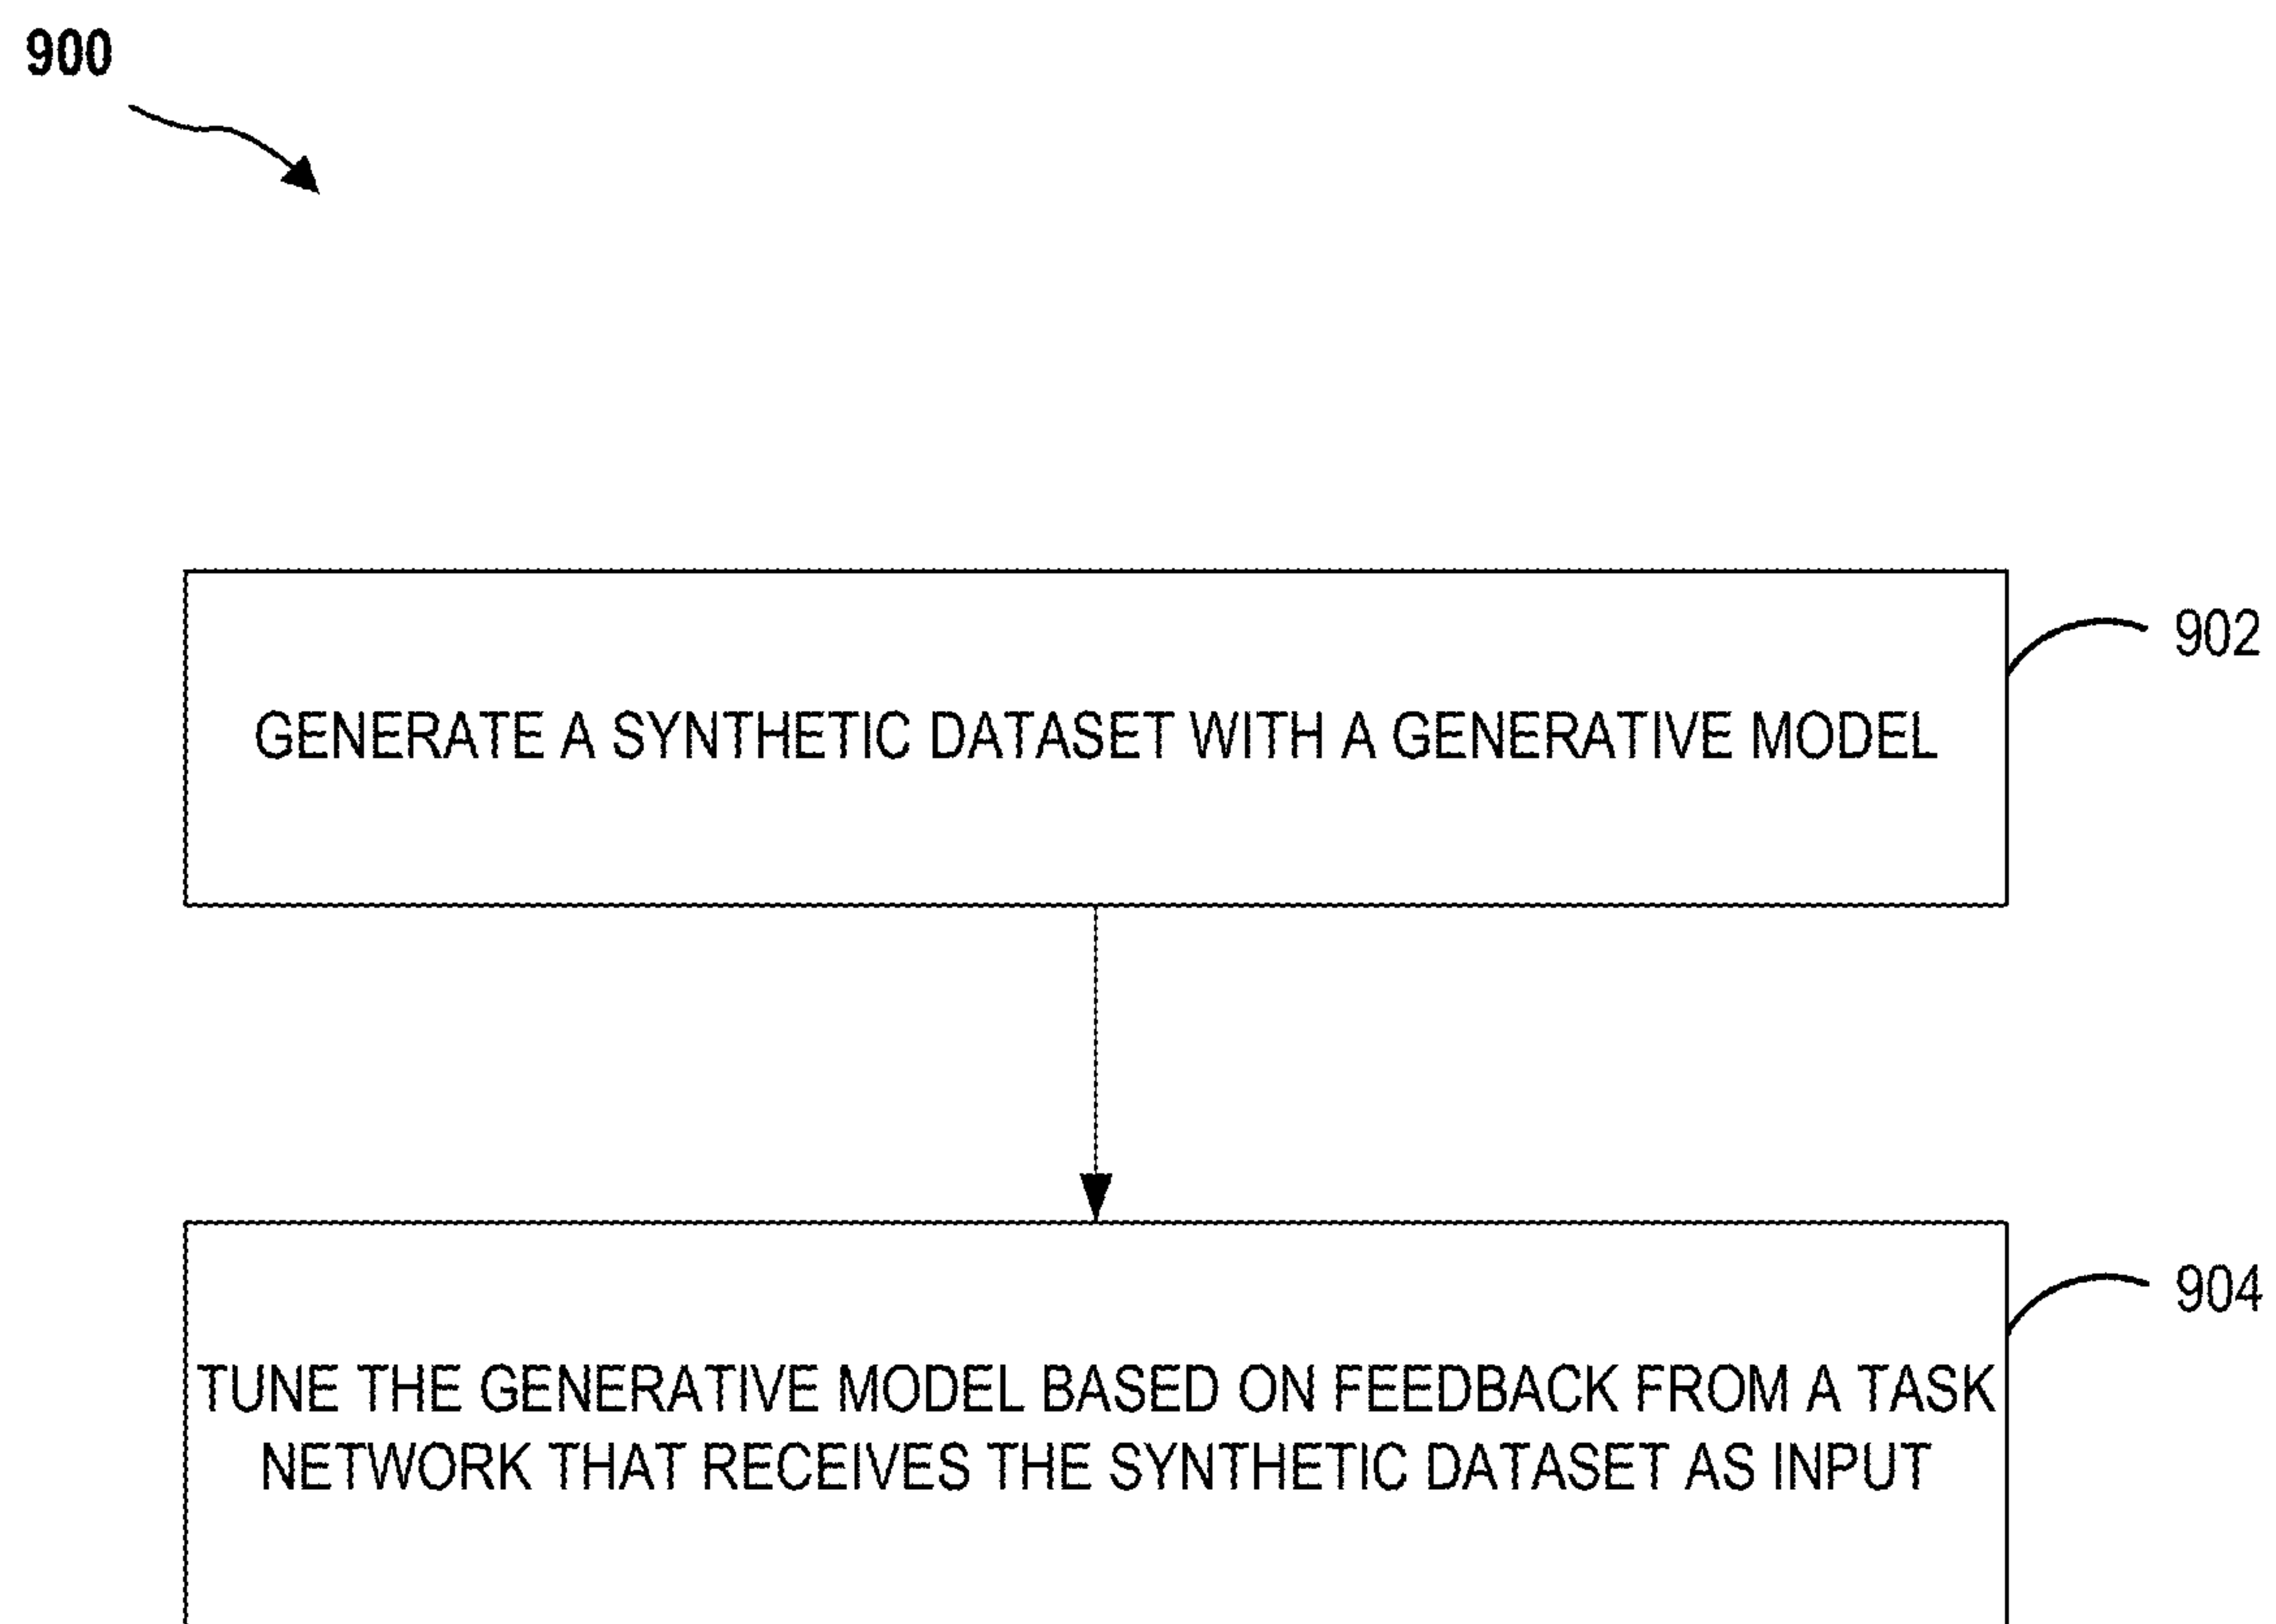 900
902
GENERATE A SYNTHETIC DATASET WITH A GENERATIVE MODEL
904
TUNE THE GENERATIVE MODEL BASED ON FEEDBACK FROM A TASK
NETWORK THAT RECEIVES THE SYNTHETIC DATASET AS INPUT